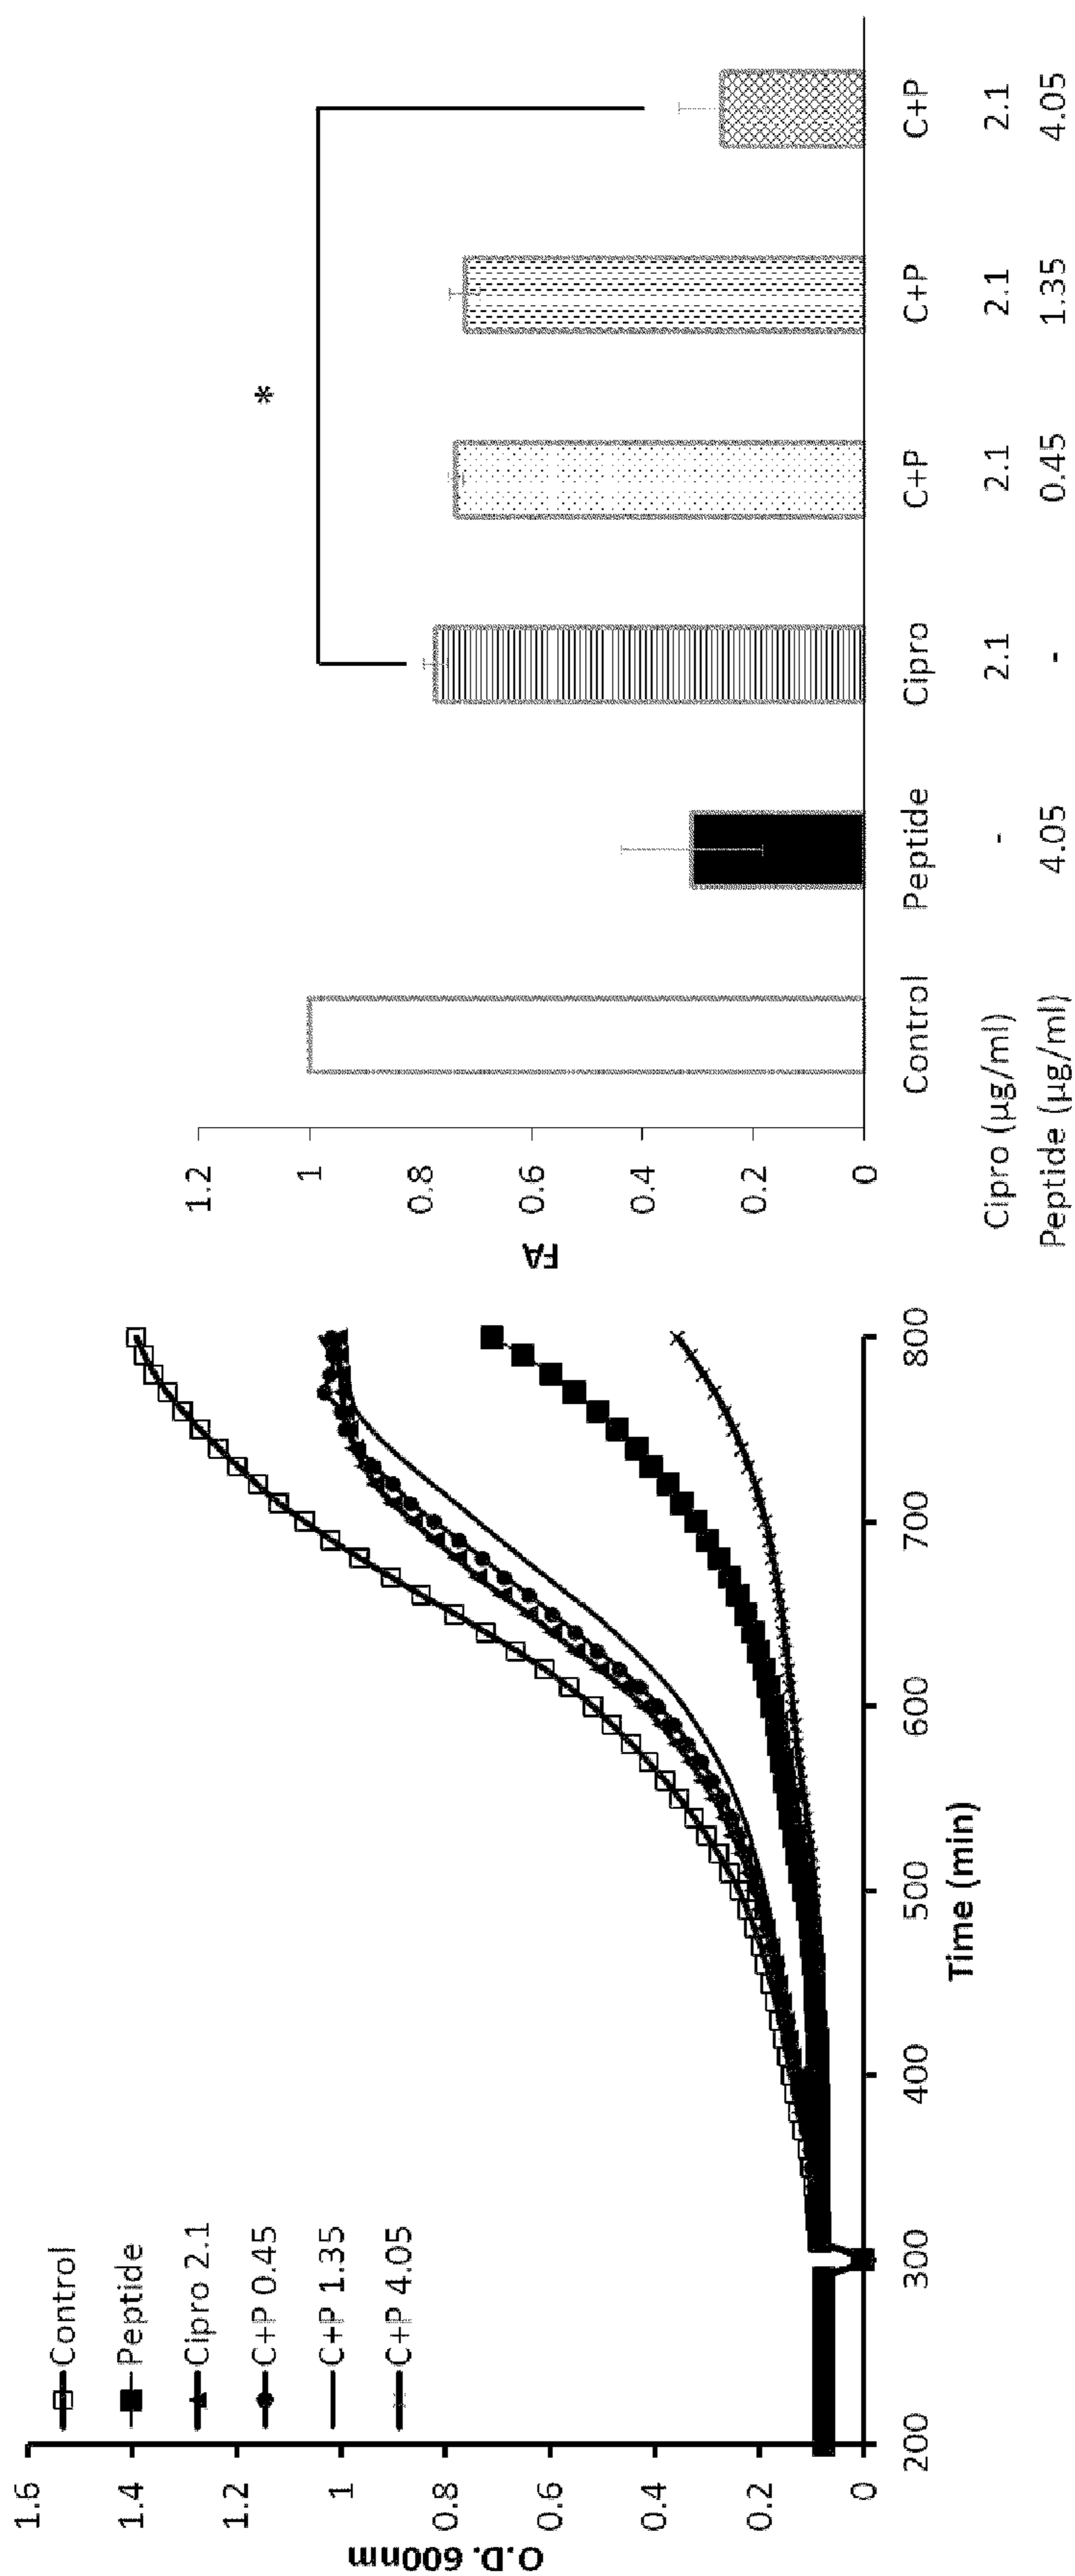 O.D. 600nm
1.6
1.4
1.2
1
0.8
0.6
0.4
0.2
0
200 300 400 500 600 700 800
Time (min)
Control
Peptide
Cipro 2.1
C+P 0.45
C+P 1.35
C+P 4.05
FA
1.2
1
0.8
0.6
0.4
0.2
0
*
Control Peptide Cipro C+P C+P C+P
Cipro (µg/ml) - 2.1 2.1 2.1 2.1
Peptide (µg/ml) 4.05 - 0.45 1.35 4.05